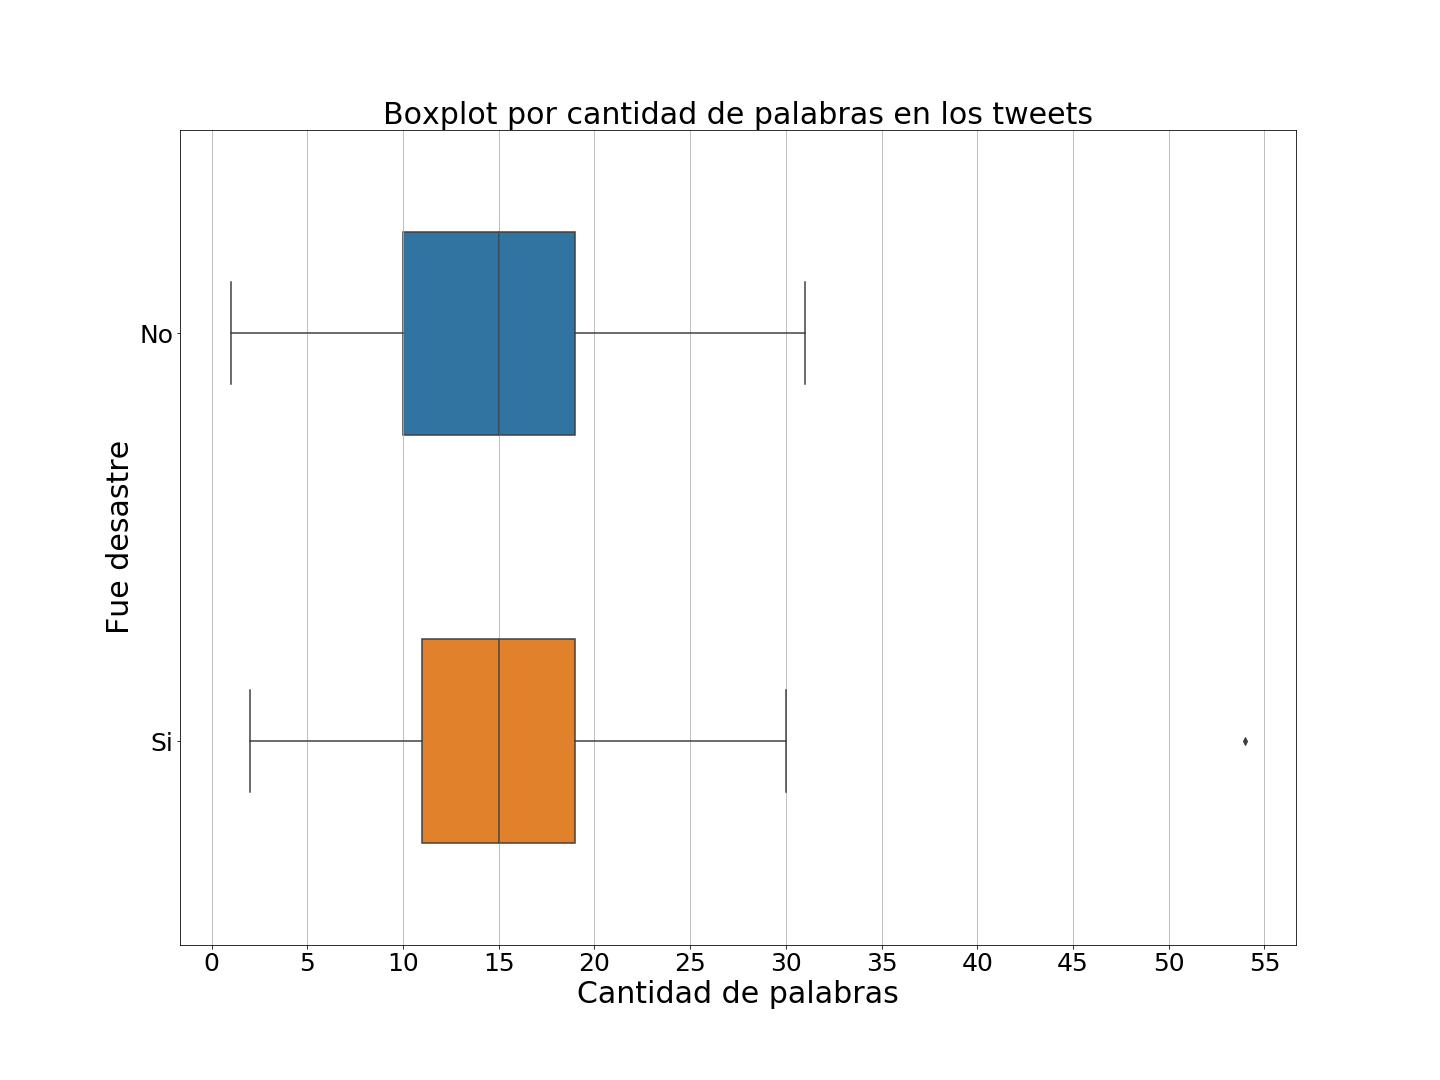 Boxplot por cantidad de palabras en los tweets
Fue desastre
No
Si
0 5 10 15 20 25 30 35 40 45 50 55
Cantidad de palabras